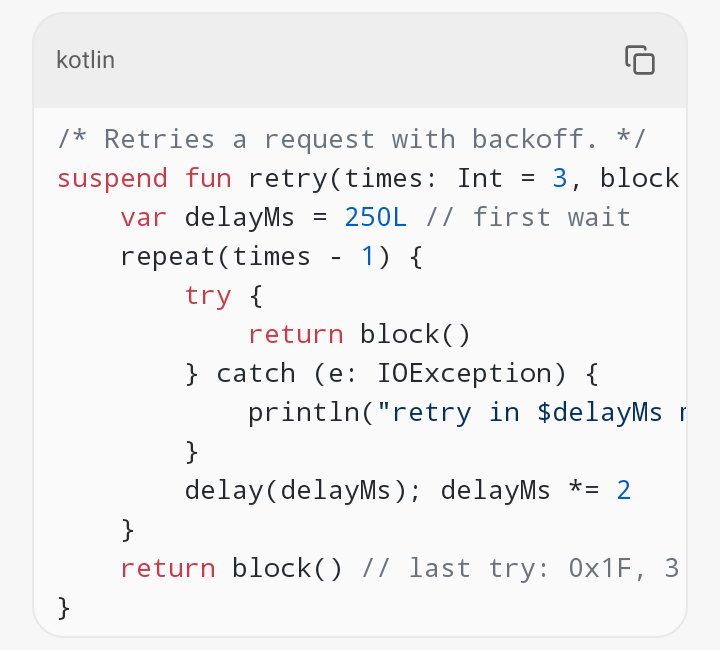 kotlin
/* Retries a request with backoff. */
suspend fun retry(times: Int = 3, block
    var delayMs = 250L // first wait
    repeat(times - 1) {
        try {
            return block()
        } catch (e: IOException) {
            println("retry in $delayMs
        }
        delay(delayMs); delayMs *= 2
    }
    return block() // last try: 0x1F, 3
}